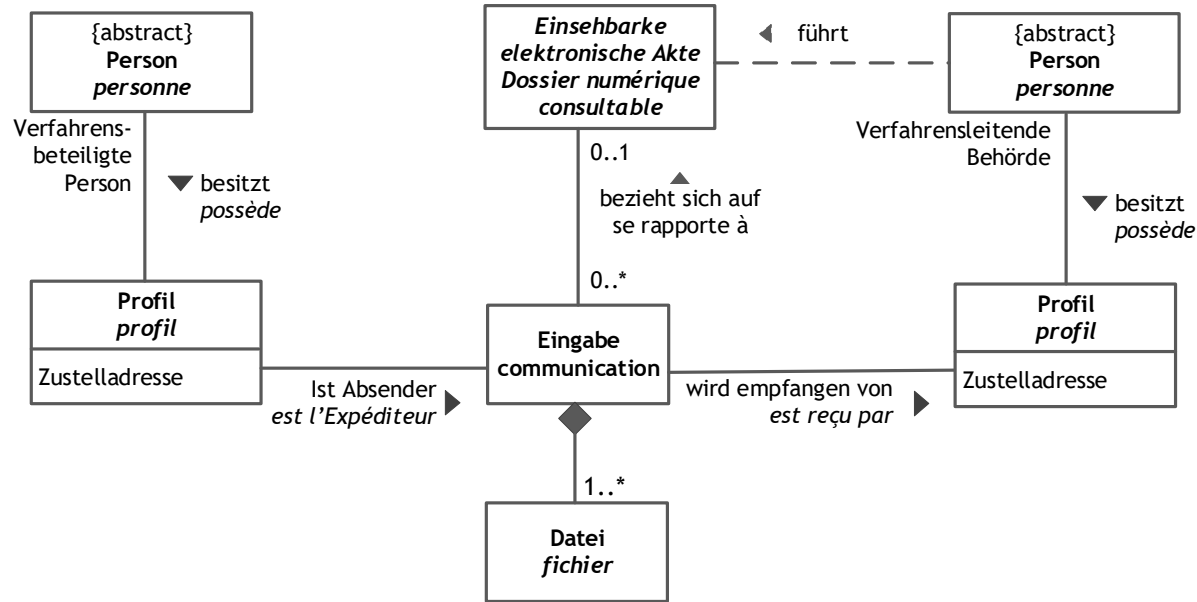 {abstract}
Person
personne
Einsehbarke
elektronische Akte
Dossier numérique
consultable
führt
{abstract}
Person
personne
Verfahrens-
beteiligte
Person
besitzt
possède
0..1
bezieht sich auf
se rapporte à
0..*
Verfahrensleitende
Behörde
besitzt
possède
Profil
profil
Zustelladresse
Ist Absender
est l’Expéditeur
Eingabe
communication
wird empfangen von
est reçu par
Profil
profil
Zustelladresse
1..*
Datei
fichier